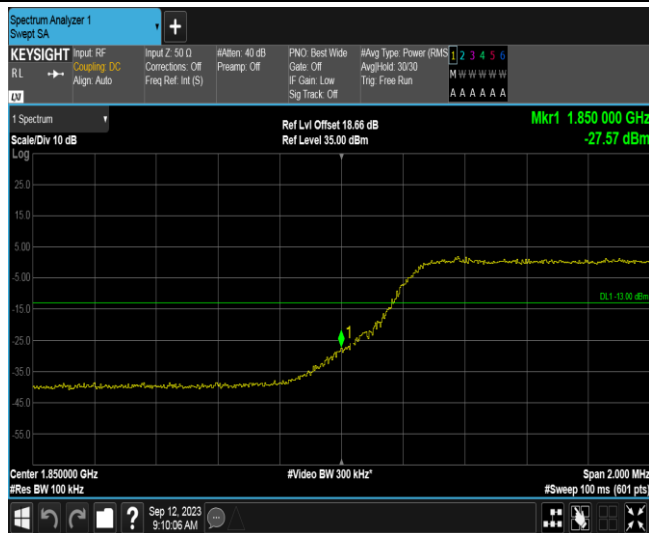 Spectrum Analyzer 1
Swept SA
+
KEYSIGHT
RL
Input: RF
Coupling: DC
Align: Auto
Input Z: 50 Ω
Corrections: Off
Freq Ref: Int (S)
#Atten: 40 dB
Preamp: Off
PNO: Best Wide
Gate: Off
IF Gain: Low
Sig Track: Off
#Avg Type: Power (RMS
Avg|Hold: 30/30
Trig: Free Run
1 2 3 4 5 6
M W W W W W
A A A A A A
LXI
1 Spectrum
Scale/Div 10 dB
Ref Lvl Offset 18.66 dB
Ref Level 35.00 dBm
Mkr1 1.850 000 GHz
-27.57 dBm
Log
25.0
15.0
5.00
-5.00
DL1 -13.00 dBm
-15.0
1
-25.0
-35.0
-45.0
-55.0
Center 1.850000 GHz
#Video BW 300 kHz*
Span 2.000 MHz
#Res BW 100 kHz
#Sweep 100 ms (601 pts)
?
Sep 12, 2023
9:10:06 AM